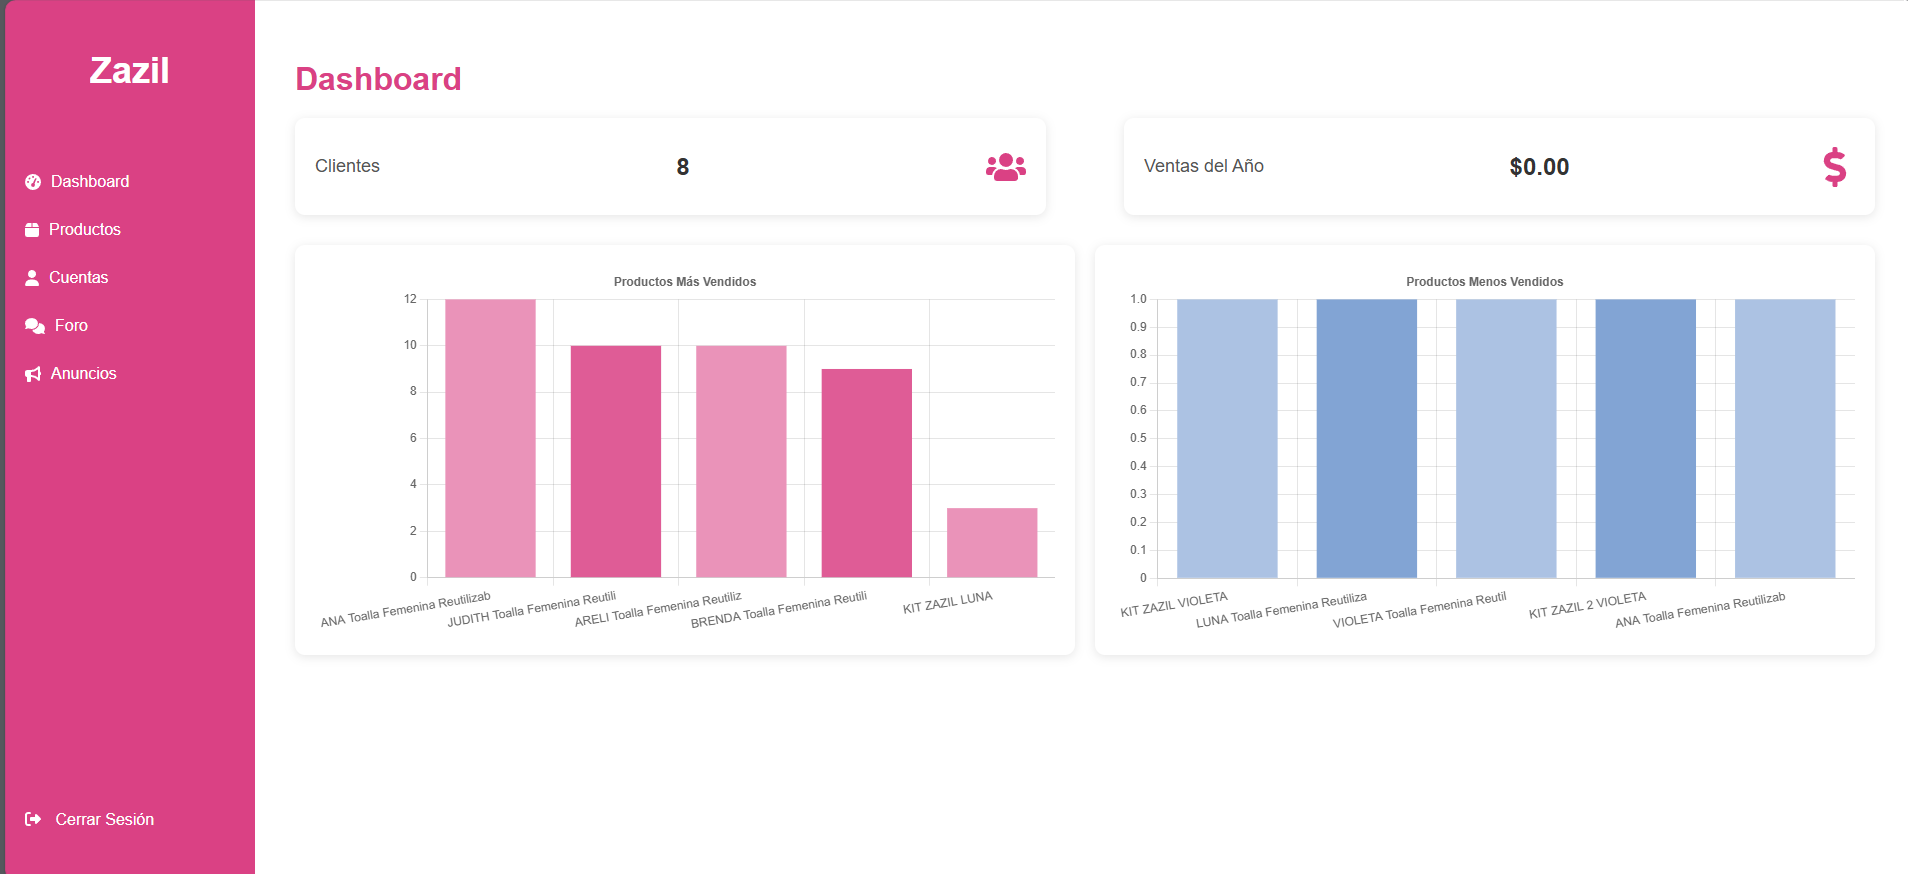 Zazil
Dashboard
Productos
Cuentas
Foro
Anuncios
Cerrar Sesión
Dashboard
Clientes
8
Ventas del Año
$0.00
Productos Más Vendidos
12
10
8
6
4
2
0
ANA Toalla Femenina Reutilizab
JUDITH Toalla Femenina Reutili
ARELI Toalla Femenina Reutiliz
BRENDA Toalla Femenina Reutili
KIT ZAZIL LUNA
Productos Menos Vendidos
1.0
0.9
0.8
0.7
0.6
0.5
0.4
0.3
0.2
0.1
0
KIT ZAZIL VIOLETA
LUNA Toalla Femenina Reutiliza
VIOLETA Toalla Femenina Reutil
KIT ZAZIL 2 VIOLETA
ANA Toalla Femenina Reutilizab